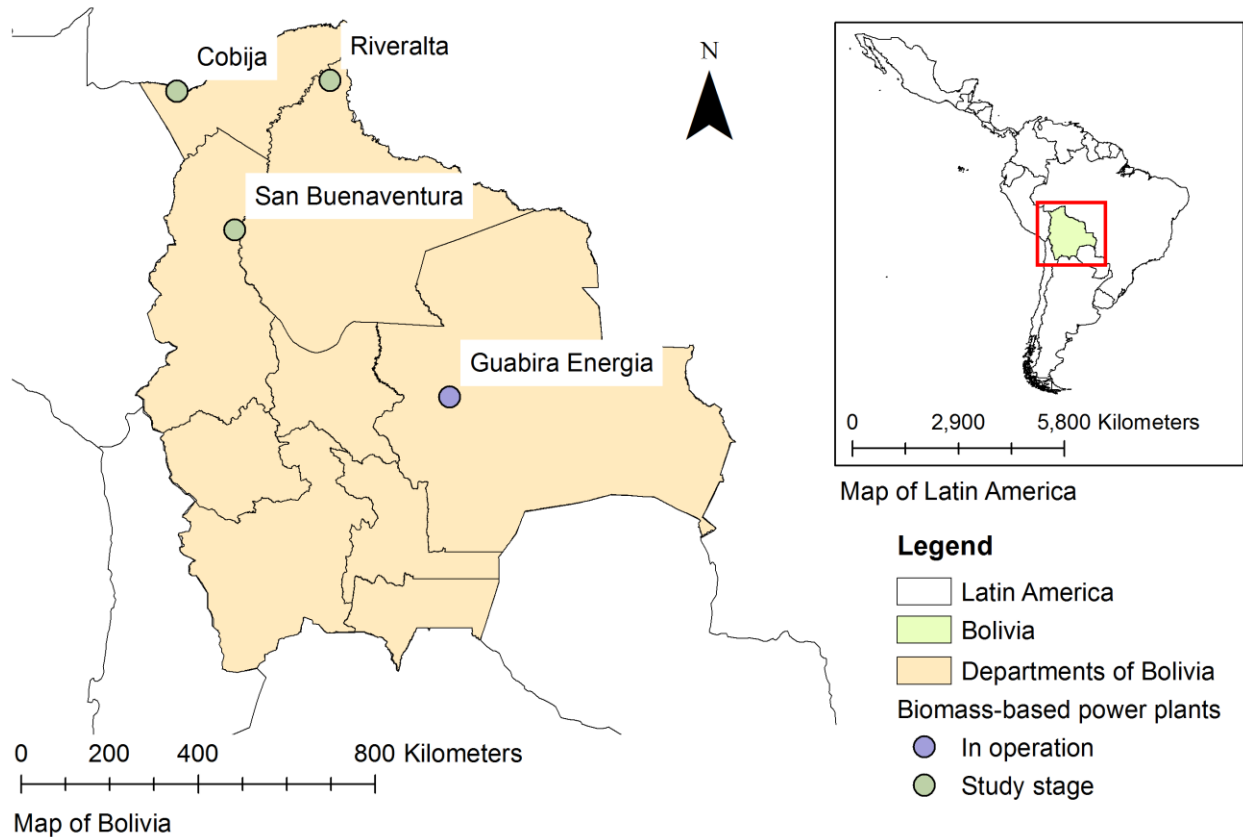 Cobija
Riveralta
N
San Buenaventura
Guabira Energia
0 200 400 800 Kilometers
Map of Bolivia
0 2,900 5,800 Kilometers
Map of Latin America
Legend
Latin America
Bolivia
Departments of Bolivia
Biomass-based power plants
In operation
Study stage